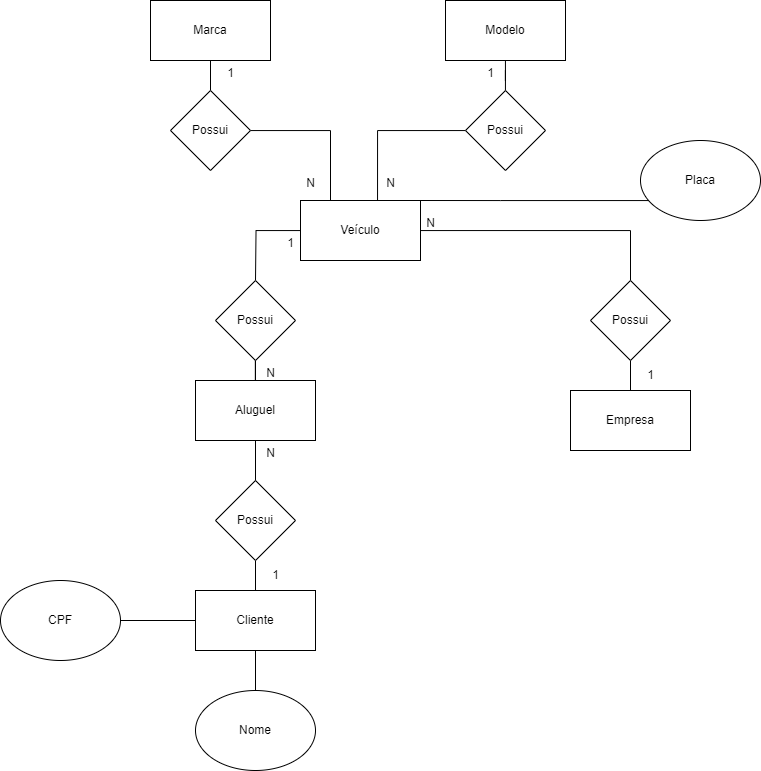 Marca
Modelo
1
1
Possui
Possui
Placa
N
N
N
Veículo
1
Possui
Possui
N
1
Aluguel
Empresa
N
Possui
1
CPF
Cliente
Nome